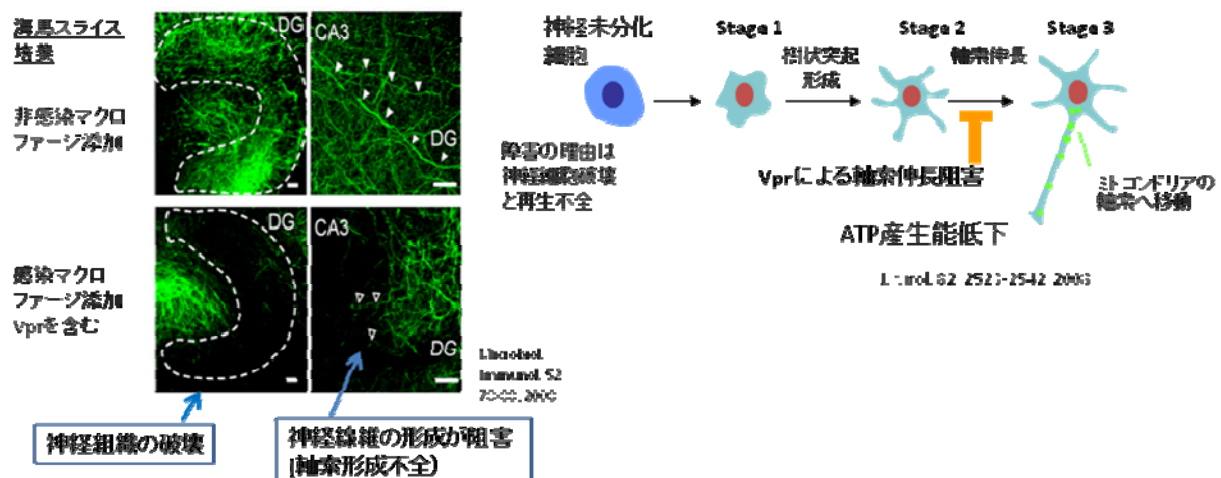 海馬スライス
培養
非感染マクロ
ファージ添加
DG
CA3
DG
感染マクロ
ファージ添加
Vprを含む
DG
CA3
DG
Immunol. 52
神経組織の破壊
神経線維の形成が阻害
(軸索形成不全)
神経未分化
細胞
Stage 1
樹状突起
形成
Stage 2
軸索伸長
Stage 3
障害の理由は
神経細胞破壊
と再生不全
Vprによる軸索伸長阻害
ミトコンドリアの
軸索へ移動
ATP産生能低下